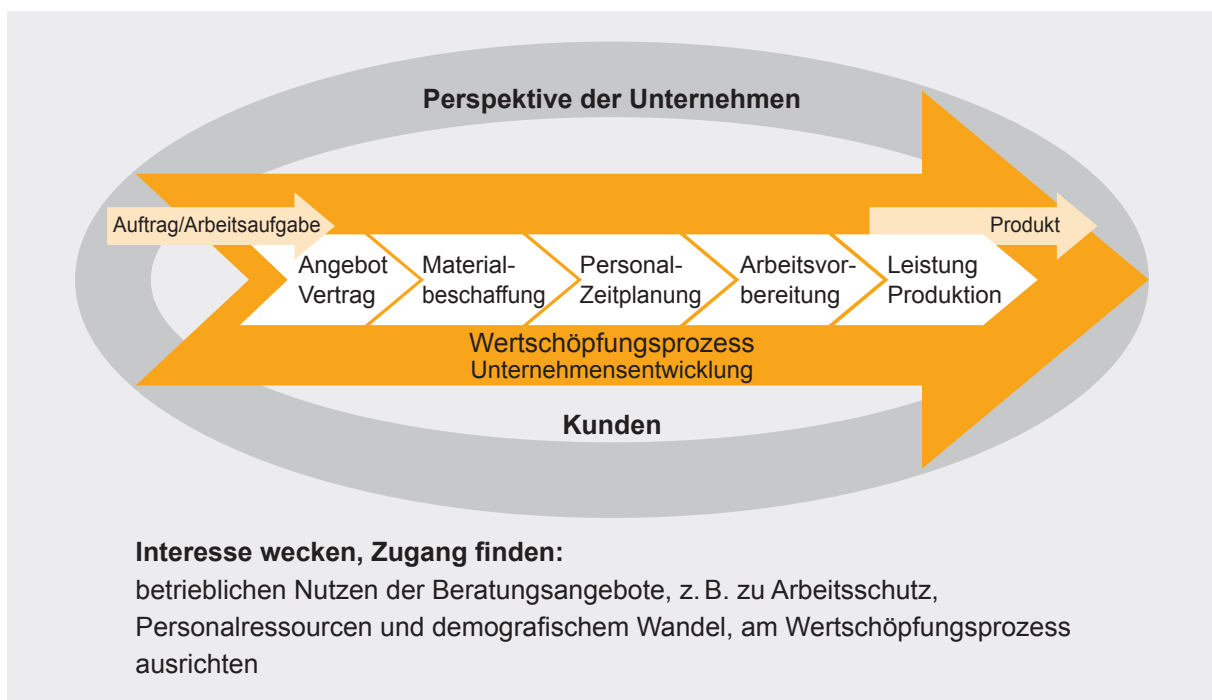 Perspektive der Unternehmen
Auftrag/Arbeitsaufgabe
Produkt
Angebot
Vertrag
Material-
beschaffung
Personal-
Zeitplanung
Arbeitsvor-
bereitung
Leistung
Produktion
Wertschöpfungsprozess
Unternehmensentwicklung
Kunden
Interesse wecken, Zugang finden:
betrieblichen Nutzen der Beratungsangebote, z. B. zu Arbeitsschutz,
Personalressourcen und demografischem Wandel, am Wertschöpfungsprozess
ausrichten